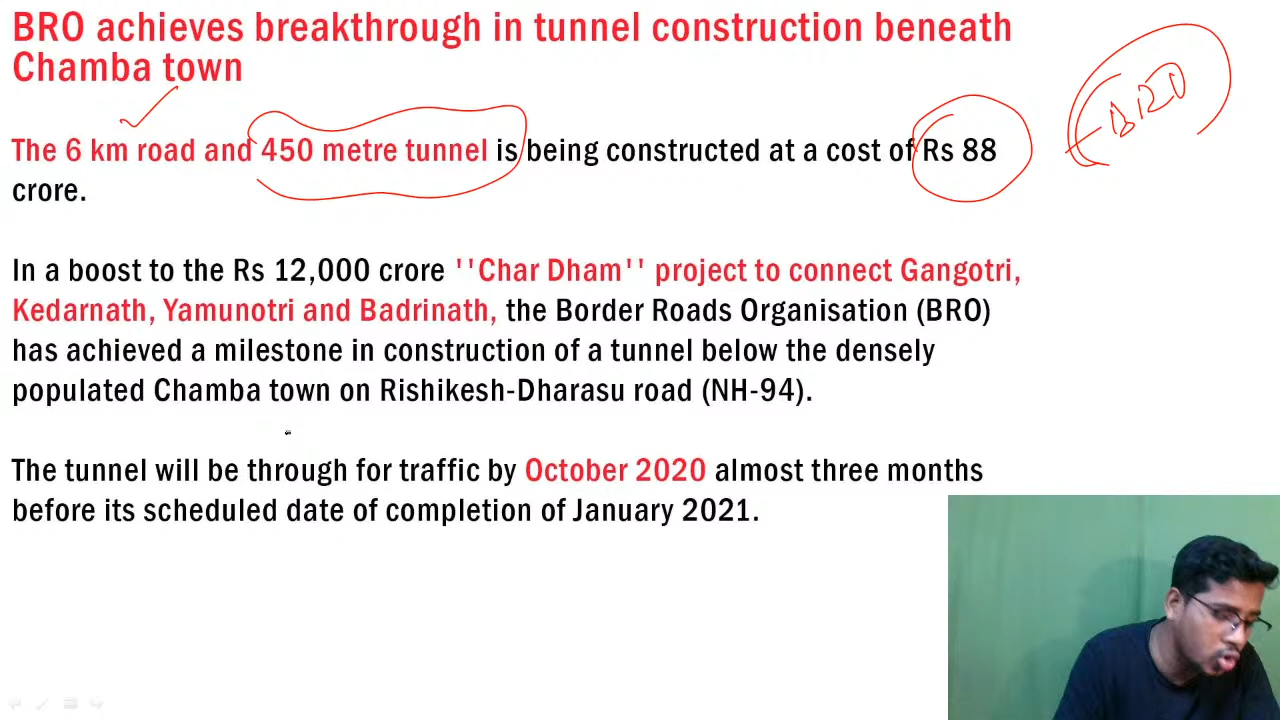 BRO achieves breakthrough in tunnel construction beneath
Chamba town
BRO
The 6 km road and 450 metre tunnel is being constructed at a cost of Rs 88
crore.
In a boost to the Rs 12,000 crore ''Char Dham'' project to connect Gangotri,
Kedarnath, Yamunotri and Badrinath, the Border Roads Organisation (BRO)
has achieved a milestone in construction of a tunnel below the densely
populated Chamba town on Rishikesh-Dharasu road (NH-94).
The tunnel will be through for traffic by October 2020 almost three months
before its scheduled date of completion of January 2021.